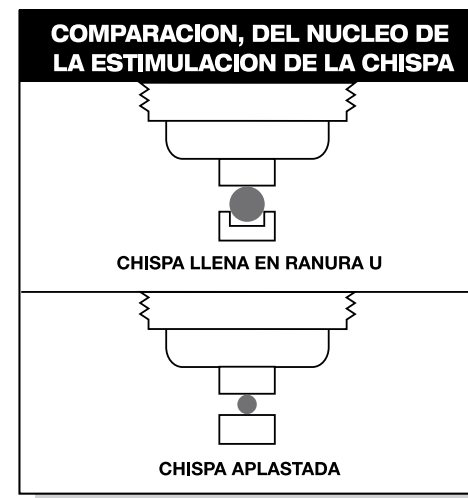 COMPARACION, DEL NUCLEO DE
LA ESTIMULACION DE LA CHISPA
CHISPA LLENA EN RANURA U
CHISPA APLASTADA